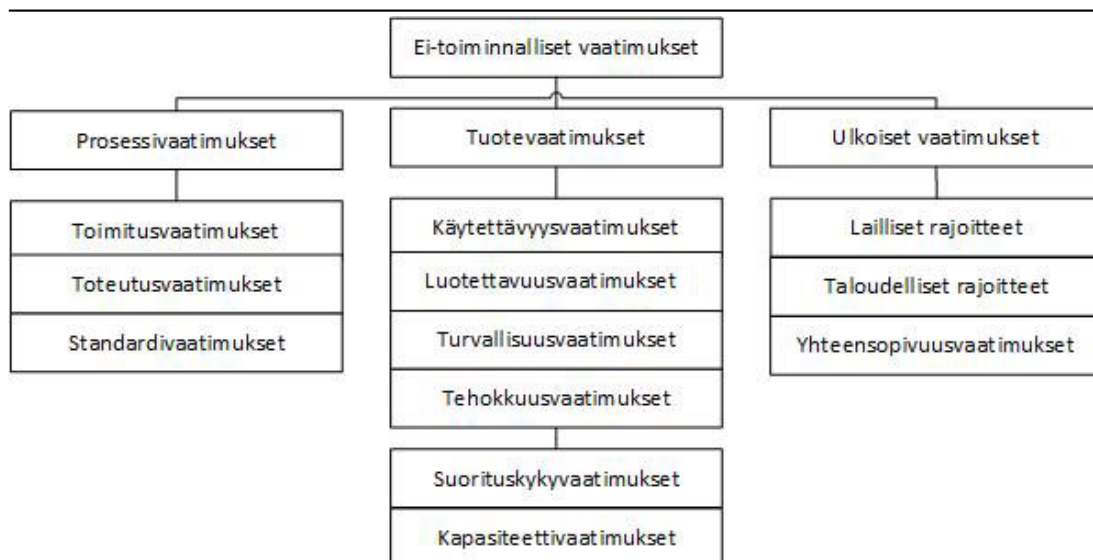 Ei-toiminnalliset vaatimukset
Prosessivaatimukset
Tuotevaatimukset
Ulkoiset vaatimukset
Toimitusvaatimukset
Toteutusvaatimukset
Standardivaatimukset
Käytettävyysvaatimukset
Luotettavuusvaatimukset
Turvallisuusvaatimukset
Tehokkuusvaatimukset
Suorituskykyvaatimukset
Kapasiteettivaatimukset
Lailliset rajoitteet
Taloudelliset rajoitteet
Yhteensopivuusvaatimukset